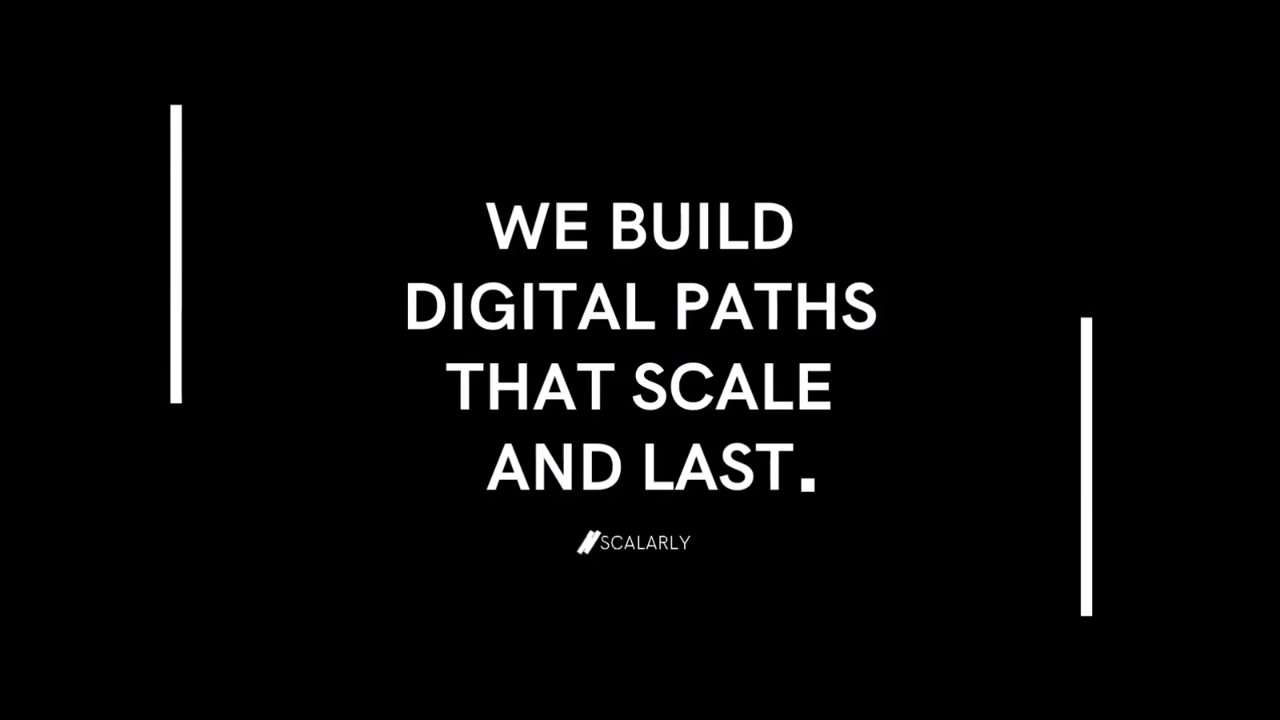 WE BUILD
DIGITAL PATHS
THAT SCALE
AND LAST.
SCALARLY